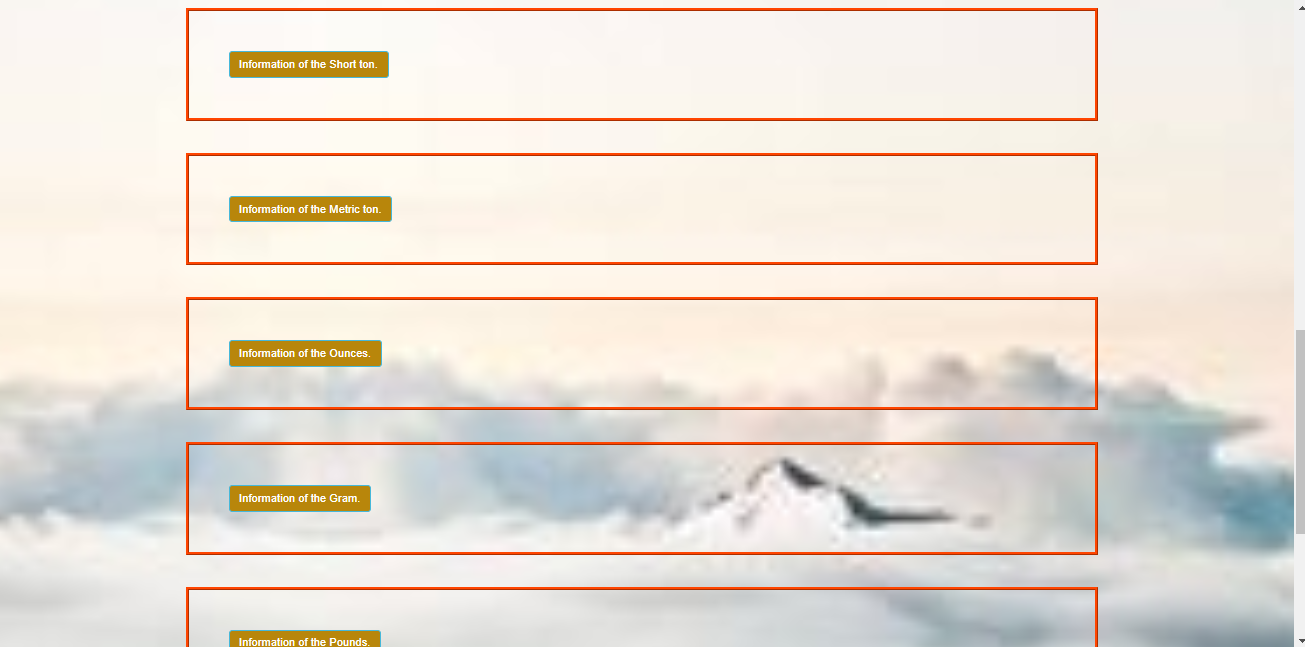 Information of the Short ton.
Information of the Metric ton.
Information of the Ounces.
Information of the Gram.
Information of the Pounds.